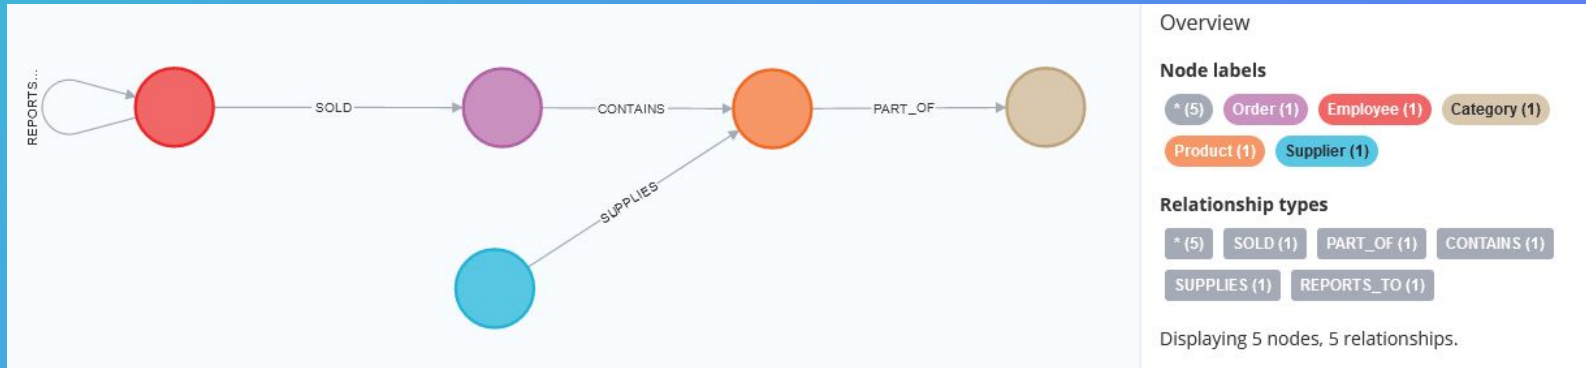 REPORTS...
SOLD
CONTAINS
PART_OF
SUPPLIES
Overview
Node labels
* (5) Order (1) Employee (1) Category (1)
Product (1) Supplier (1)
Relationship types
* (5) SOLD (1) PART_OF (1) CONTAINS (1)
SUPPLIES (1) REPORTS_TO (1)
Displaying 5 nodes, 5 relationships.